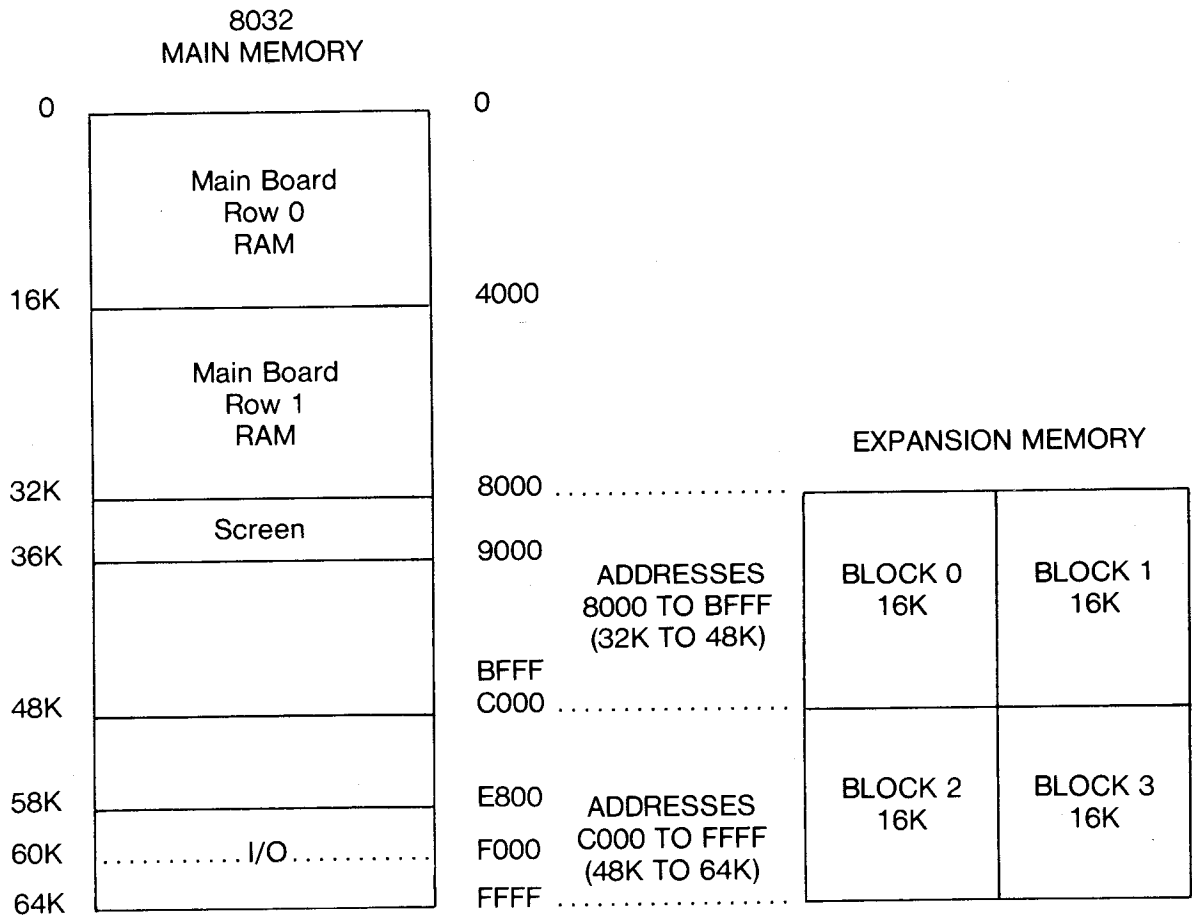 8032
MAIN MEMORY
0
0
Main Board
Row 0
RAM
16K
4000
Main Board
Row 1
RAM
EXPANSION MEMORY
32K
8000 ..................
Screen
36K
9000
ADDRESSES
8000 TO BFFF
(32K TO 48K)
BLOCK 0
16K
BLOCK 1
16K
BFFF
48K
C000 ..................
58K
E800
ADDRESSES
C000 TO FFFF
(48K TO 64K)
BLOCK 2
16K
BLOCK 3
16K
60K
...........I/O...........
F000
64K
FFFF ..................